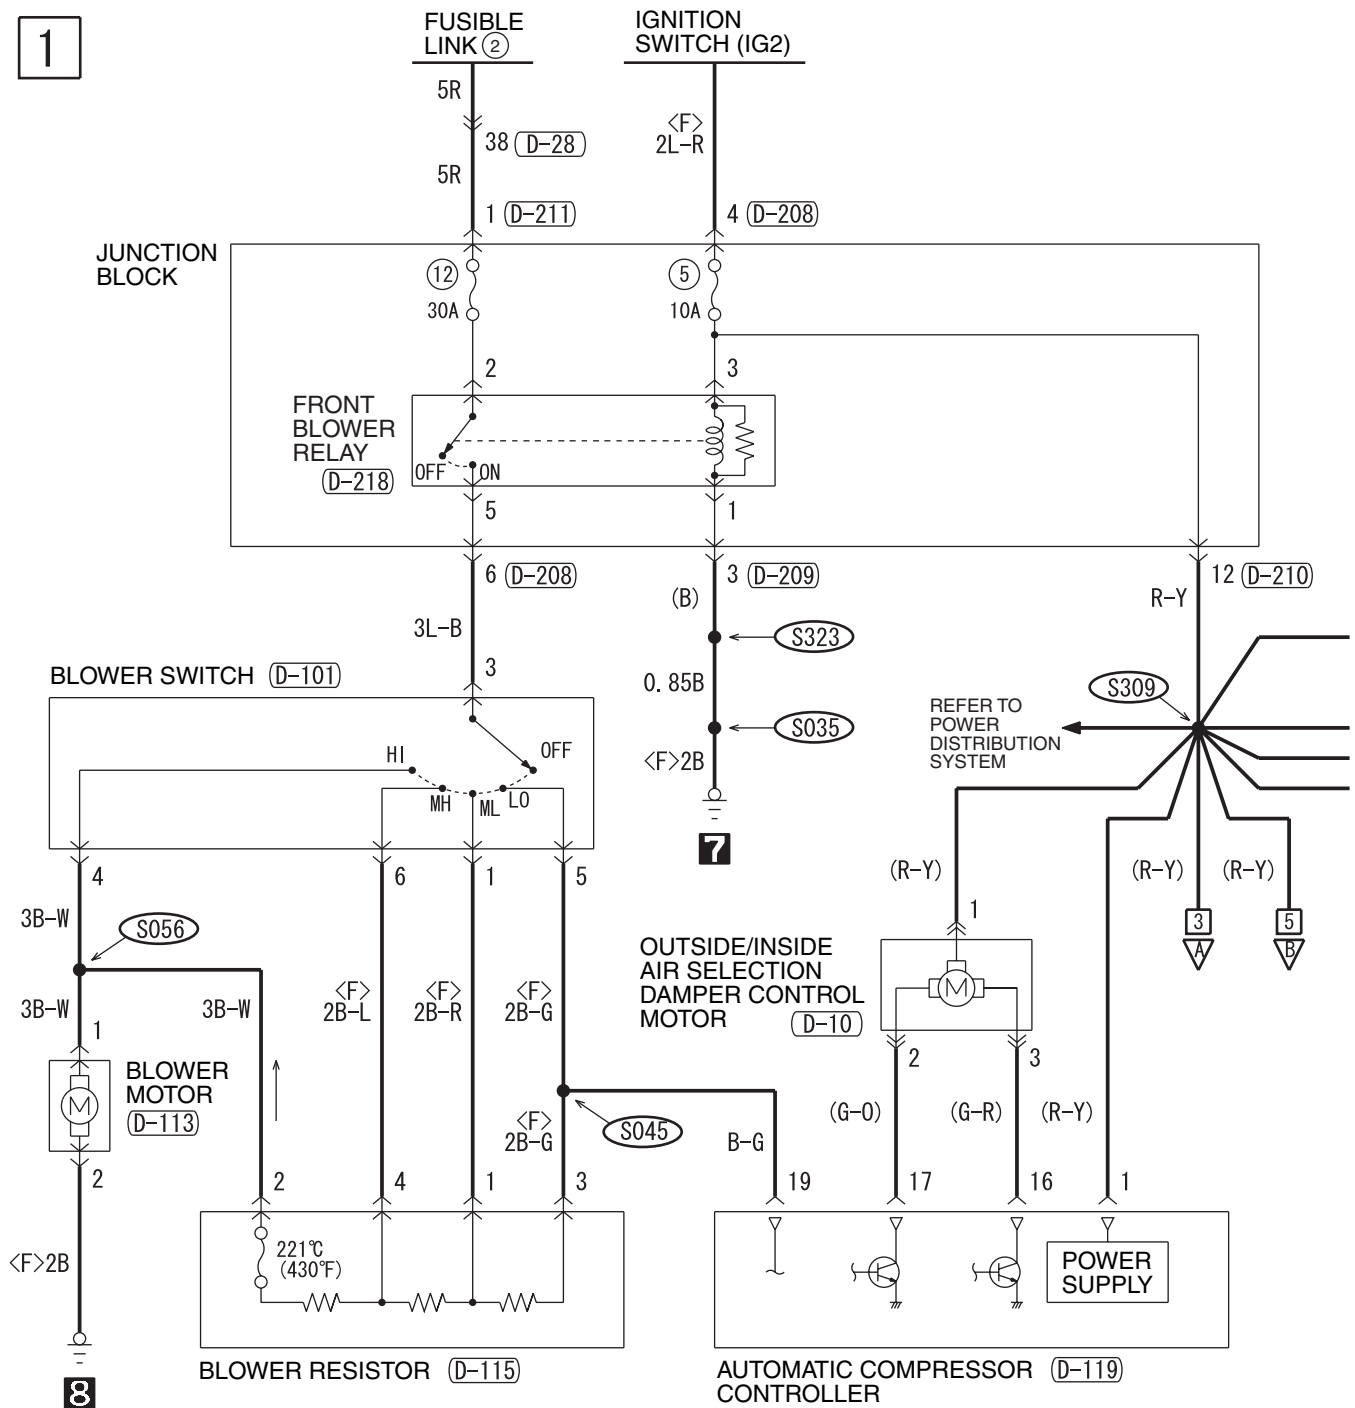 1
FUSIBLE
LINK ②
IGNITION
SWITCH (IG2)
5R
<F>
2L-R
38 D-28
5R
1 D-211
4 D-208
JUNCTION
BLOCK
12
30A
5
10A
2
3
FRONT
BLOWER
RELAY
D-218
OFF
ON
5
1
6 D-208
3 D-209
12 D-210
(B)
R-Y
3L-B
S323
BLOWER SWITCH D-101
3
0.85B
S309
S035
REFER TO
POWER
DISTRIBUTION
SYSTEM
HI
OFF
<F>2B
MH
ML
LO
7
4
6
1
5
(R-Y)
(R-Y)
(R-Y)
3B-W
S056
1
3
5
A
B
OUTSIDE/INSIDE
AIR SELECTION
DAMPER CONTROL
MOTOR
D-10
M
3B-W
3B-W
<F>
2B-L
<F>
2B-R
<F>
2B-G
1
2
3
BLOWER
MOTOR
D-113
M
<F>
2B-G
S045
(G-O)
(G-R)
(R-Y)
B-G
2
2
4
1
3
19
17
16
1
<F>2B
221℃
(430°F)
POWER
SUPPLY
BLOWER RESISTOR D-115
AUTOMATIC COMPRESSOR
CONTROLLER
D-119
8